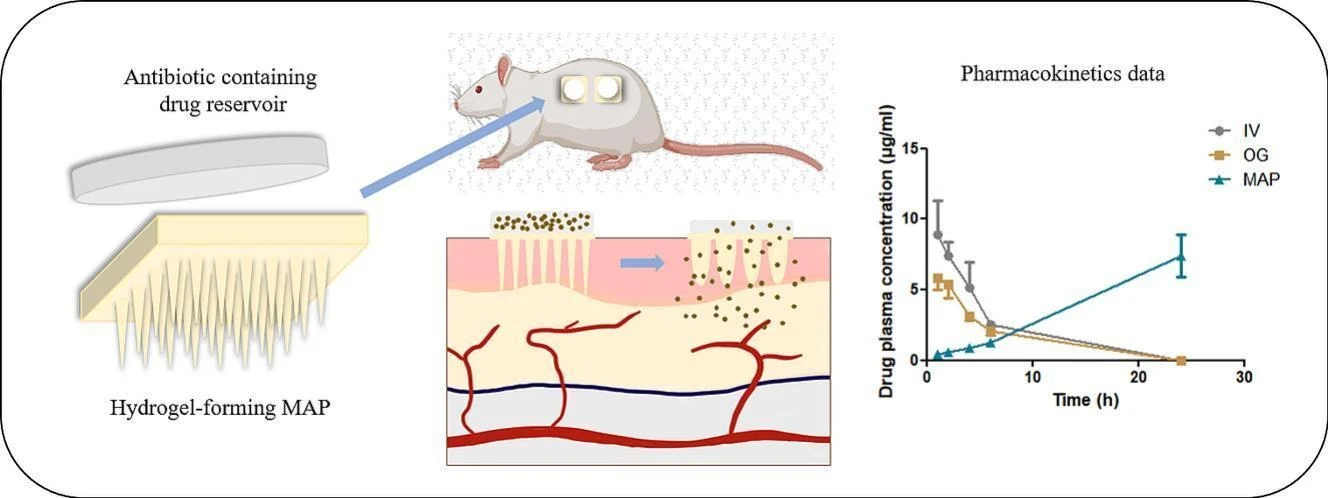 Antibiotic containing
drug reservoir
Hydrogel-forming MAP
Pharmacokinetics data
Drug plasma concentration (µg/ml)
15
10
5
0
0
10
20
30
Time (h)
IV
OG
MAP